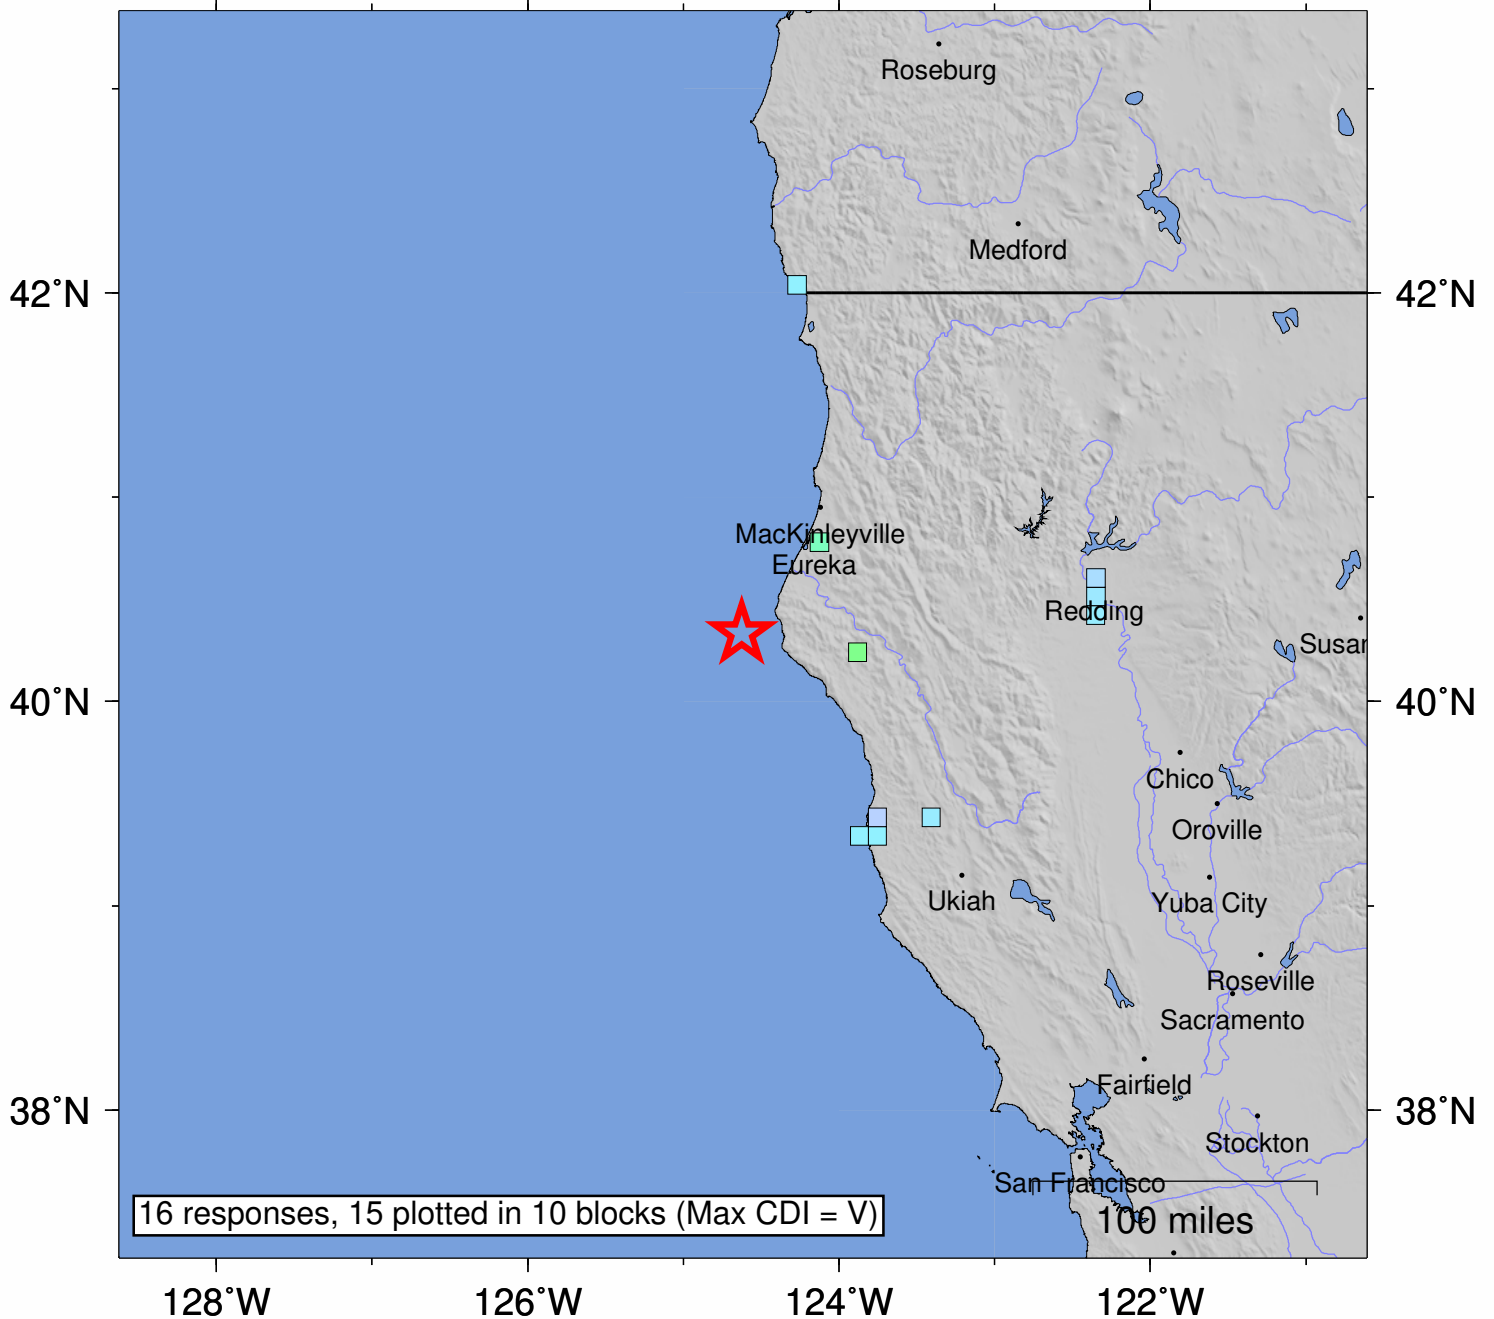 Roseburg
Medford
42°N
42°N
MacKinleyville
Eureka
Redding
Susar
40°N
40°N
Chico
Oroville
Ukiah
Yuba City
Roseville
Sacramento
Fairfield
38°N
38°N
Stockton
San Francisco
16 responses, 15 plotted in 10 blocks (Max CDI = V)
100 miles
128°W
126°W
124°W
122°W